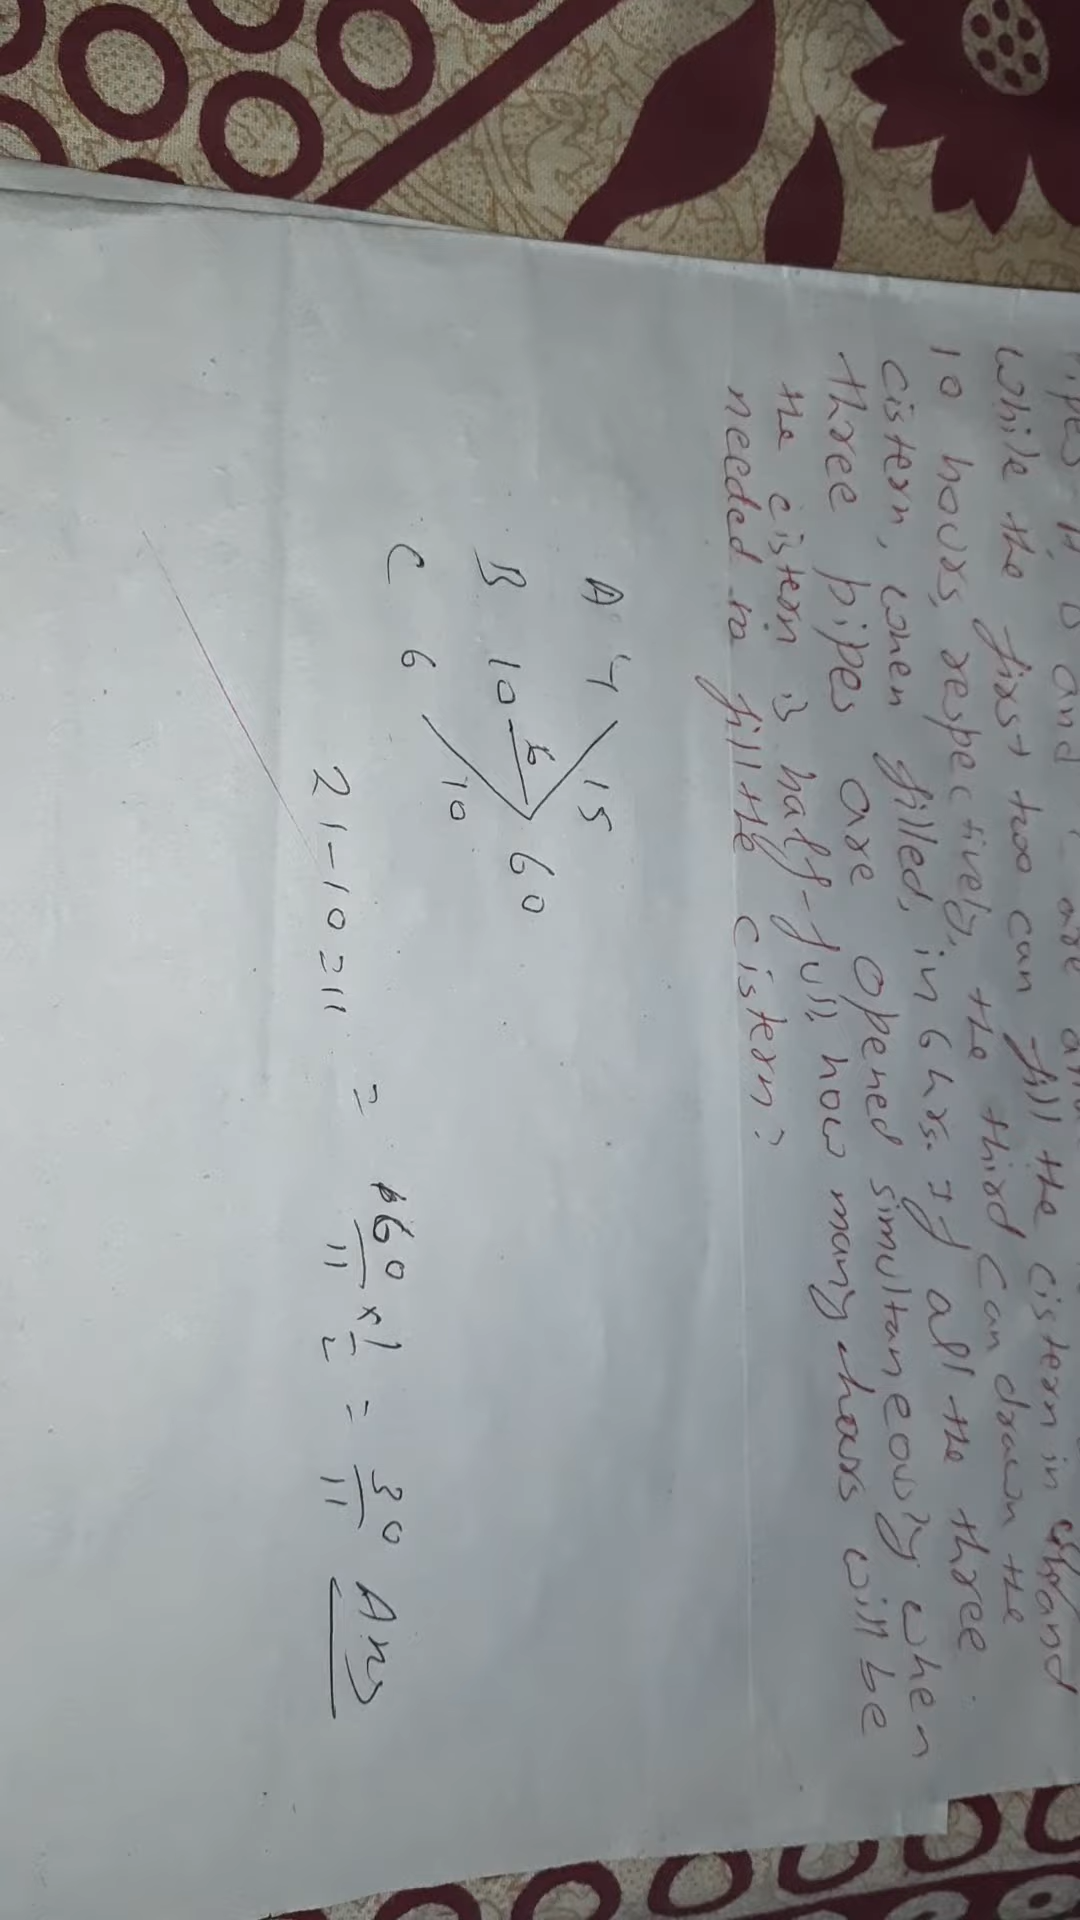 and are
while the first two can fill the cistern in and
10 hours, respectively, the third can drawn the
cistern, when filled, in 6 hrs. If all the three
three pipes are opened simultaneously when
the cistern is half-full, how many hours will be
needed to fill the cistern?
A 4 15
B 10 6 60
C 6 10
21-10=11 = 60/11 × 1/2 = 30/11 Ans